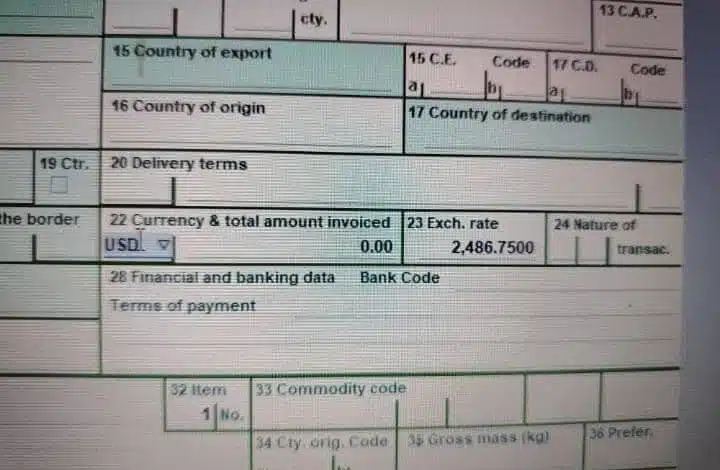 cty.
13 C.A.P.
15 Country of export
15 C.E. Code
17 C.D. Code
a
b
a
b
16 Country of origin
17 Country of destination
19 Ctr.
20 Delivery terms
the border
22 Currency & total amount invoiced
23 Exch. rate
24 Nature of
USD
0.00
2,486.7500
transac.
28 Financial and banking data
Bank Code
Terms of payment
32 Item
33 Commodity code
1 No.
34 Cty. orig. Code
35 Gross mass (kg)
36 Prefer.